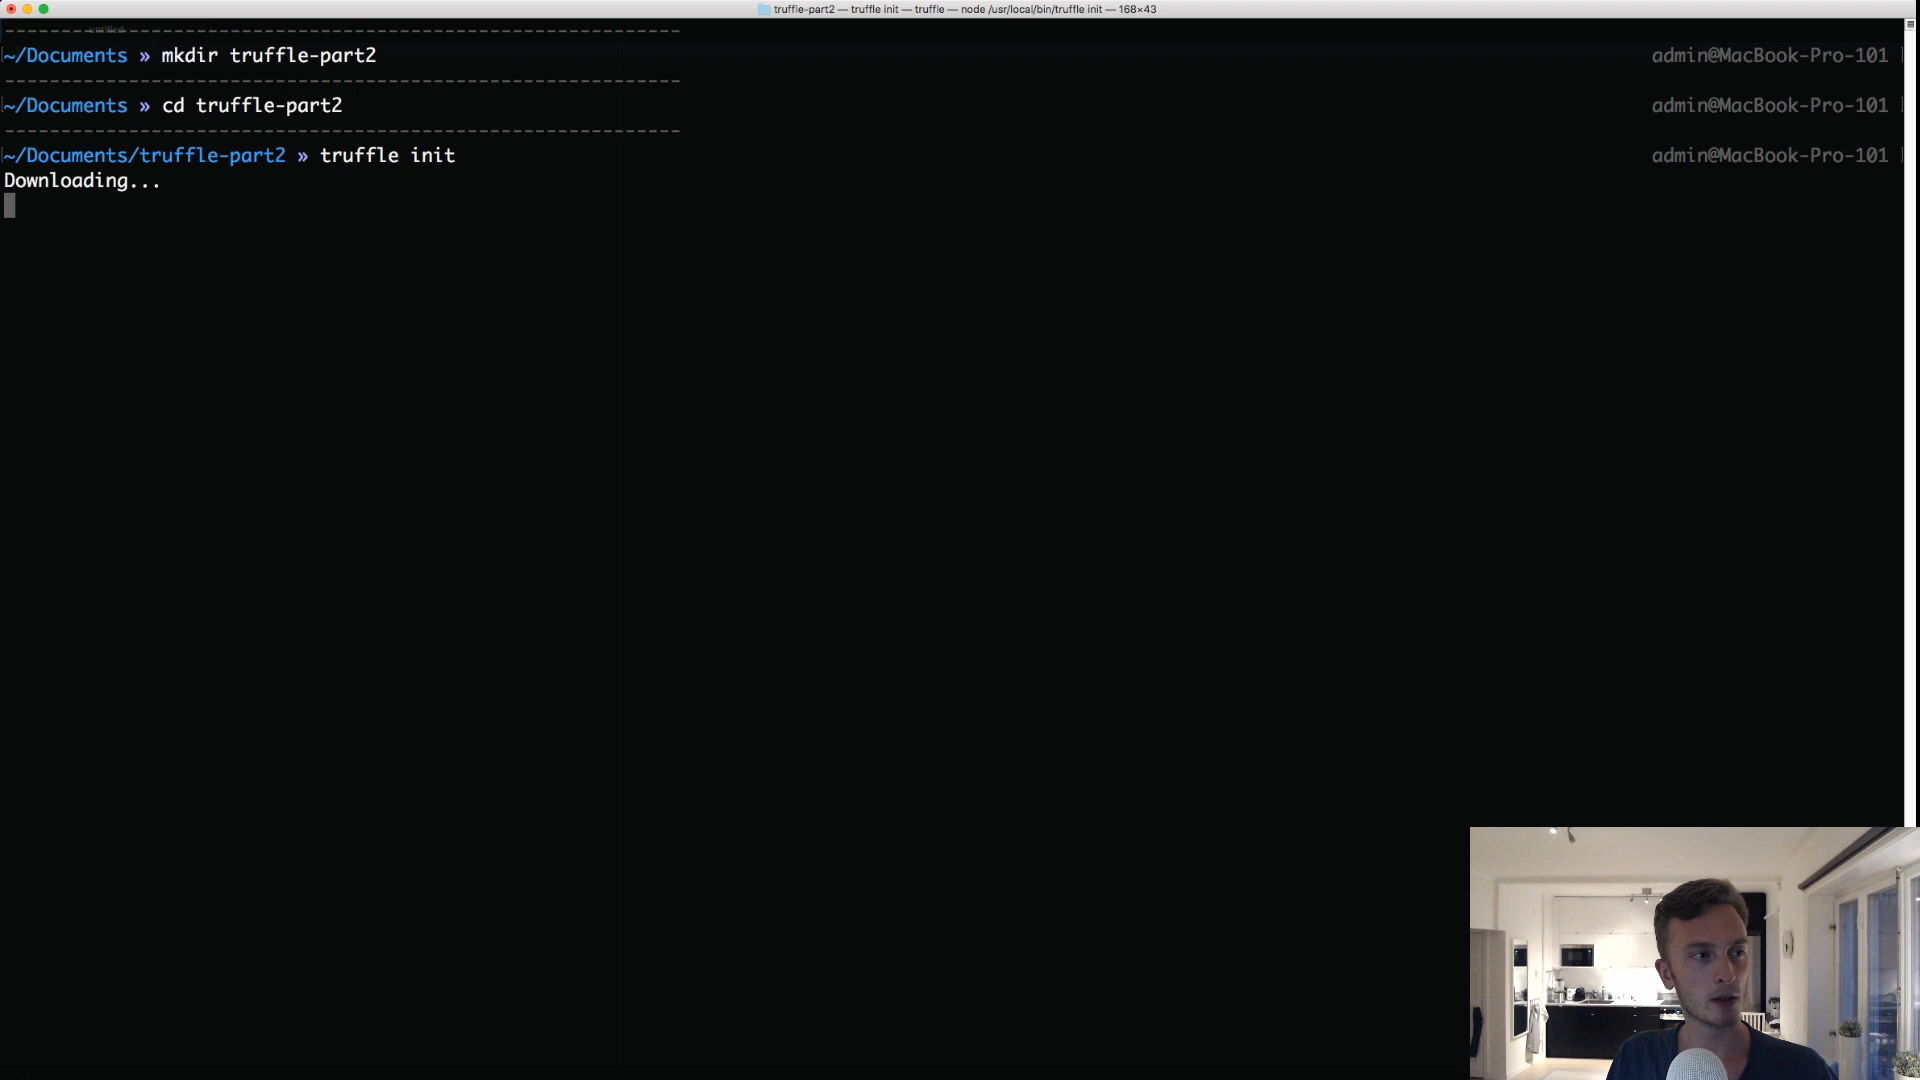 truffle-part2 — truffle init — truffle — node /usr/local/bin/truffle init — 168×43
~/Documents » mkdir truffle-part2 admin@MacBook-Pro-101
~/Documents » cd truffle-part2 admin@MacBook-Pro-101
~/Documents/truffle-part2 » truffle init admin@MacBook-Pro-101
Downloading...